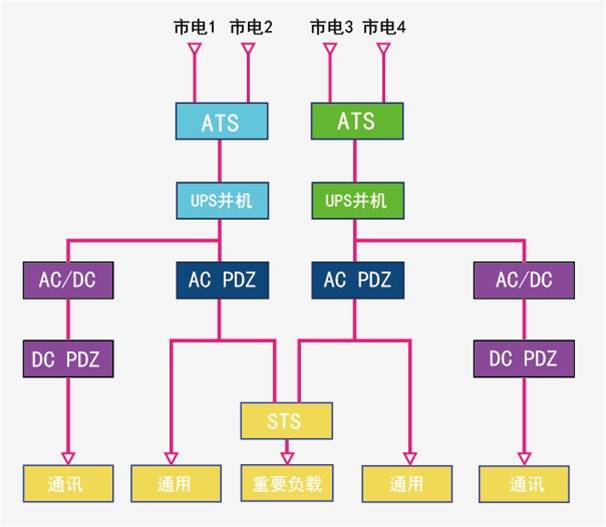 市电1 市电2 市电3 市电4
ATS ATS
UPS并机 UPS并机
AC/DC AC PDZ AC PDZ AC/DC
DC PDZ DC PDZ
STS
通讯 通用 重要负载 通用 通讯